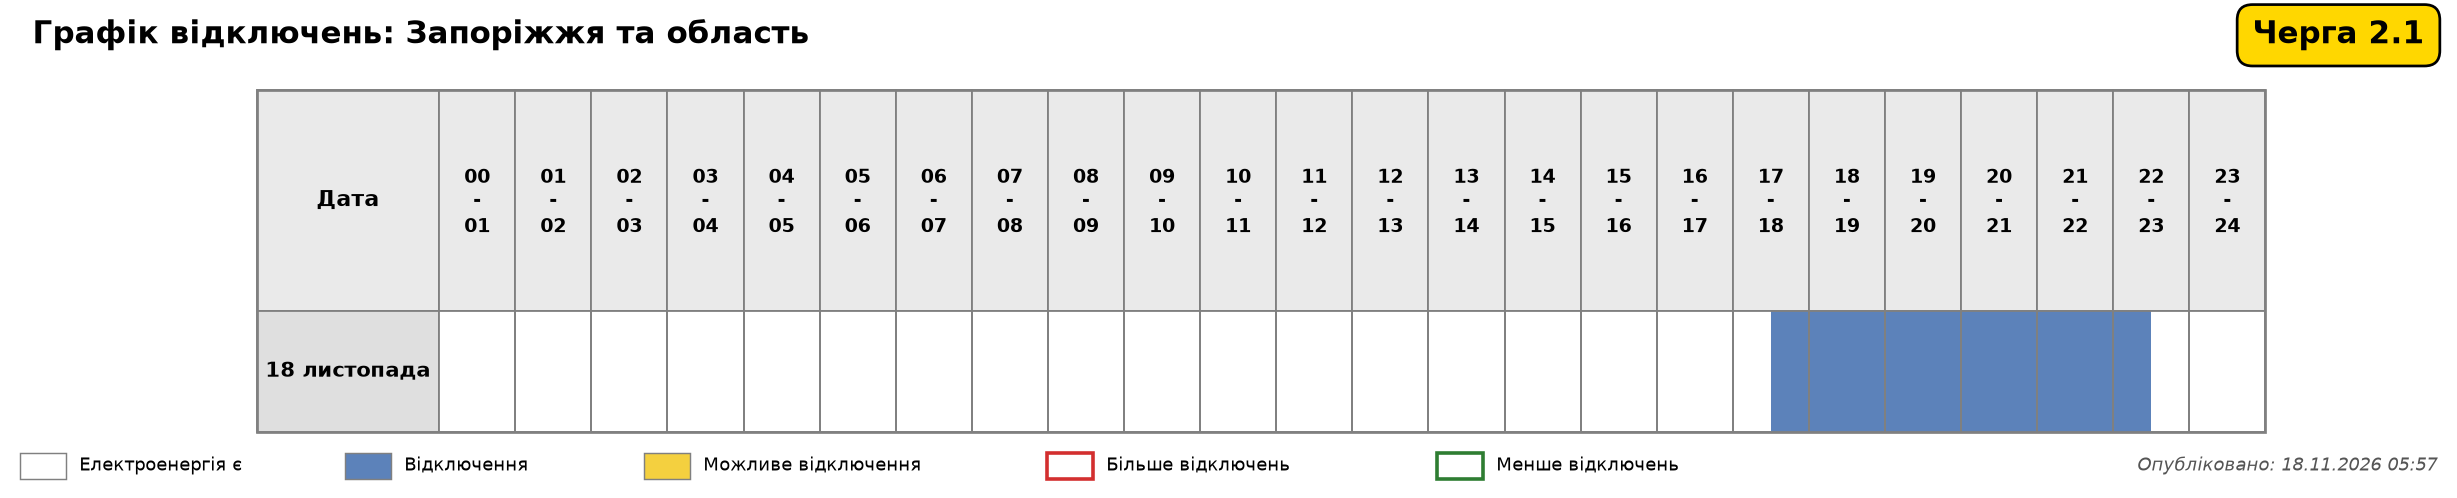 Графік відключень: Запоріжжя та область
Черга 2.1
Дата
00 - 01
01 - 02
02 - 03
03 - 04
04 - 05
05 - 06
06 - 07
07 - 08
08 - 09
09 - 10
10 - 11
11 - 12
12 - 13
13 - 14
14 - 15
15 - 16
16 - 17
17 - 18
18 - 19
19 - 20
20 - 21
21 - 22
22 - 23
23 - 24
18 листопада
Електроенергія є
Відключення
Можливе відключення
Більше відключень
Менше відключень
Опубліковано: 18.11.2026 05:57